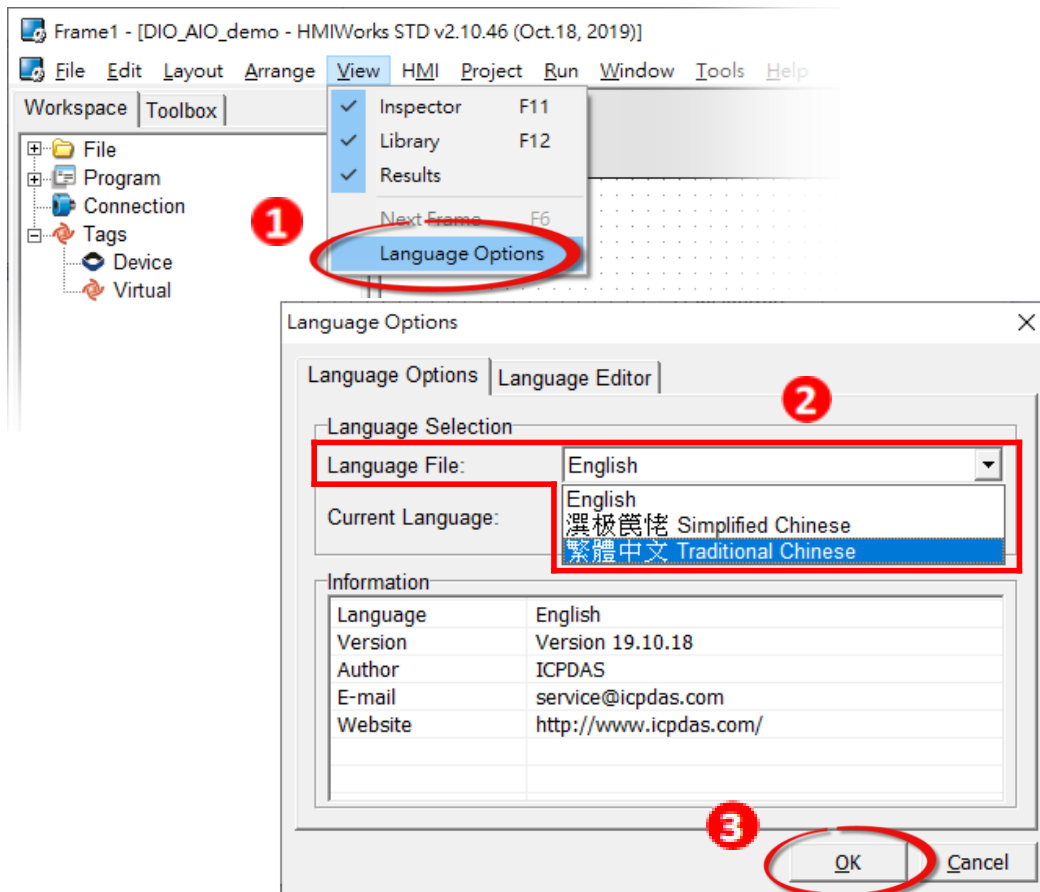 Frame1 - [DIO_AIO_demo - HMIWorks STD v2.10.46 (Oct.18, 2019)]
File Edit Layout Arrange View HMI Project Run Window Tools Help
Workspace Toolbox
File
Program
Connection
Tags
Device
Virtual
Inspector F11
Library F12
Results
Next Frame F6
1
Language Options
Language Options
Language Options Language Editor
2
Language Selection
Language File: English
Current Language:
English
Simplified Chinese
繁體中文 Traditional Chinese
Information
Language English
Version Version 19.10.18
Author ICPDAS
E-mail service@icpdas.com
Website http://www.icpdas.com/
3
OK Cancel